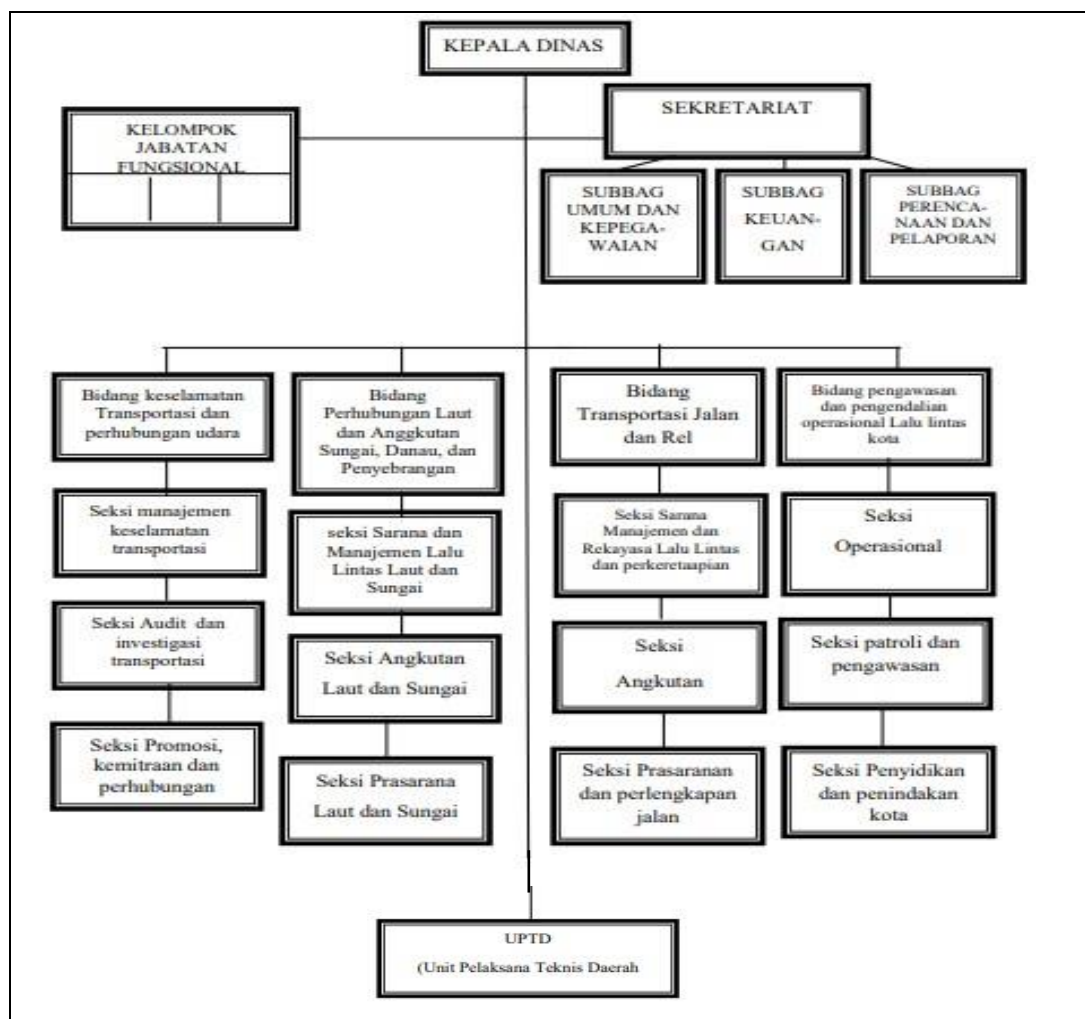 KEPALA DINAS
SEKRETARIAT
KELOMPOK
JABATAN
FUNGSIONAL
SUBBAG
UMUM DAN
KEPEGA-
WAIAN
SUBBAG
KEUAN-
GAN
SUBBAG
PERENCA-
NAAN DAN
PELAPORAN
Bidang keselamatan
Transportasi dan
perhubungan udara
Bidang
Perhubungan Laut
dan Anggkutan
Sungai, Danau, dan
Penyebrangan
Bidang
Transportasi Jalan
dan Rel
Bidang pengawasan
dan pengendalian
operasional Lalu lintas
kota
Seksi manajemen
keselamatan
transportasi
seksi Sarana dan
Manajemen Lalu
Lintas Laut dan
Sungai
Seksi Sarana
Manajemen dan
Rekayasa Lalu Lintas
dan perkeretaapian
Seksi
Operasional
Seksi Audit dan
investigasi
transportasi
Seksi Angkutan
Laut dan Sungai
Seksi
Angkutan
Seksi patroli dan
pengawasan
Seksi Promosi,
kemitraan dan
perhubungan
Seksi Prasarana
Laut dan Sungai
Seksi Prasaranan
dan perlengkapan
jalan
Seksi Penyidikan
dan penindakan
kota
UPTD
(Unit Pelaksana Teknis Daerah